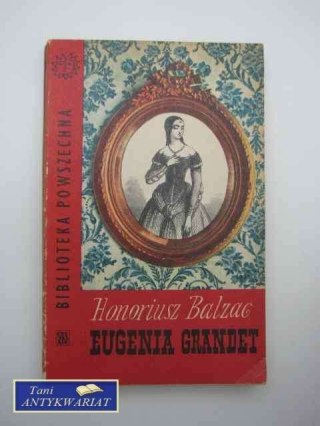 BIBLIOTEKA POWSZECHNA
Honoriusz Balzac
EUGENIA GRANDET
Tani
ANTYKWARIAT